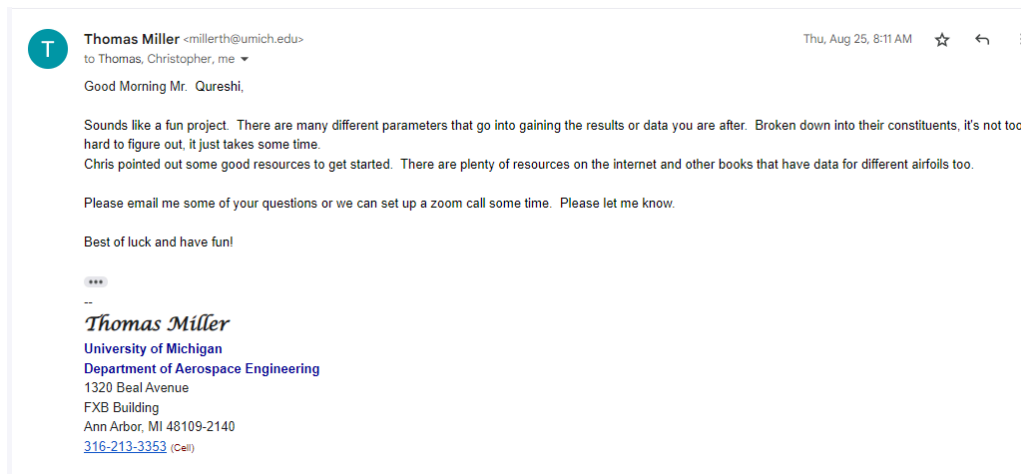 T
Thomas Miller <millerth@umich.edu>
Thu, Aug 25, 8:11 AM
to Thomas, Christopher, me
Good Morning Mr.  Qureshi,
Sounds like a fun project.  There are many different parameters that go into gaining the results or data you are after.  Broken down into their constituents, it's not too
hard to figure out, it just takes some time.
Chris pointed out some good resources to get started.  There are plenty of resources on the internet and other books that have data for different airfoils too.
Please email me some of your questions or we can set up a zoom call some time.  Please let me know.
Best of luck and have fun!
--
Thomas Miller
University of Michigan
Department of Aerospace Engineering
1320 Beal Avenue
FXB Building
Ann Arbor, MI 48109-2140
316-213-3353 (Cell)